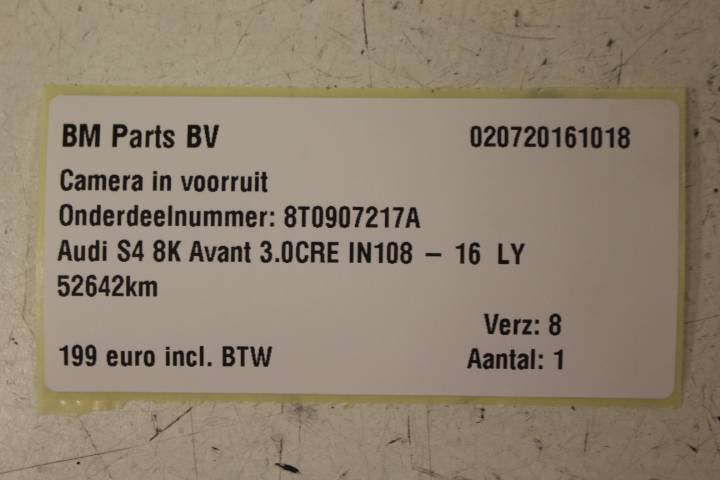 BM Parts BV 020720161018
Camera in voorruit
Onderdeelnummer: 8T0907217A
Audi S4 8K Avant 3.0CRE IN108 – 16 LY
52642km
Verz: 8
199 euro incl. BTW Aantal: 1